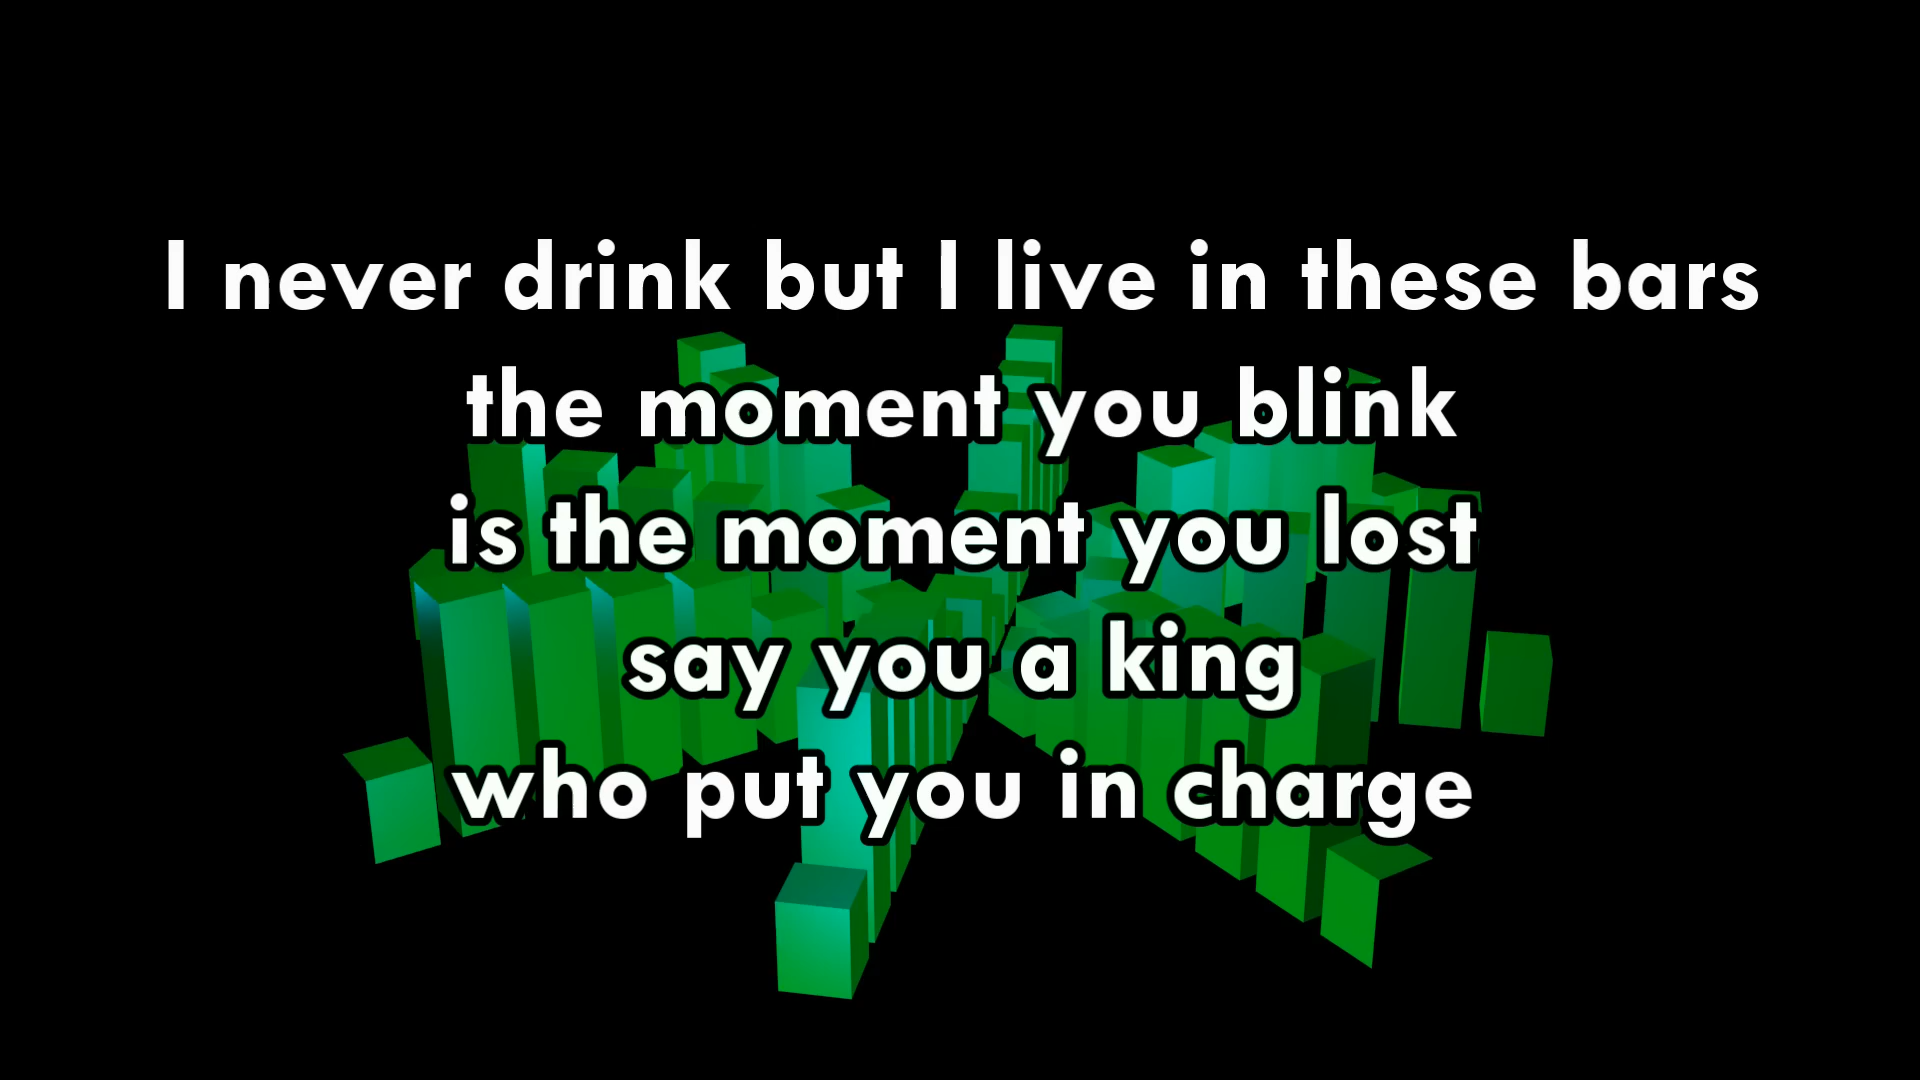 I never drink but I live in these bars
the moment you blink
is the moment you lost
say you a king
who put you in charge